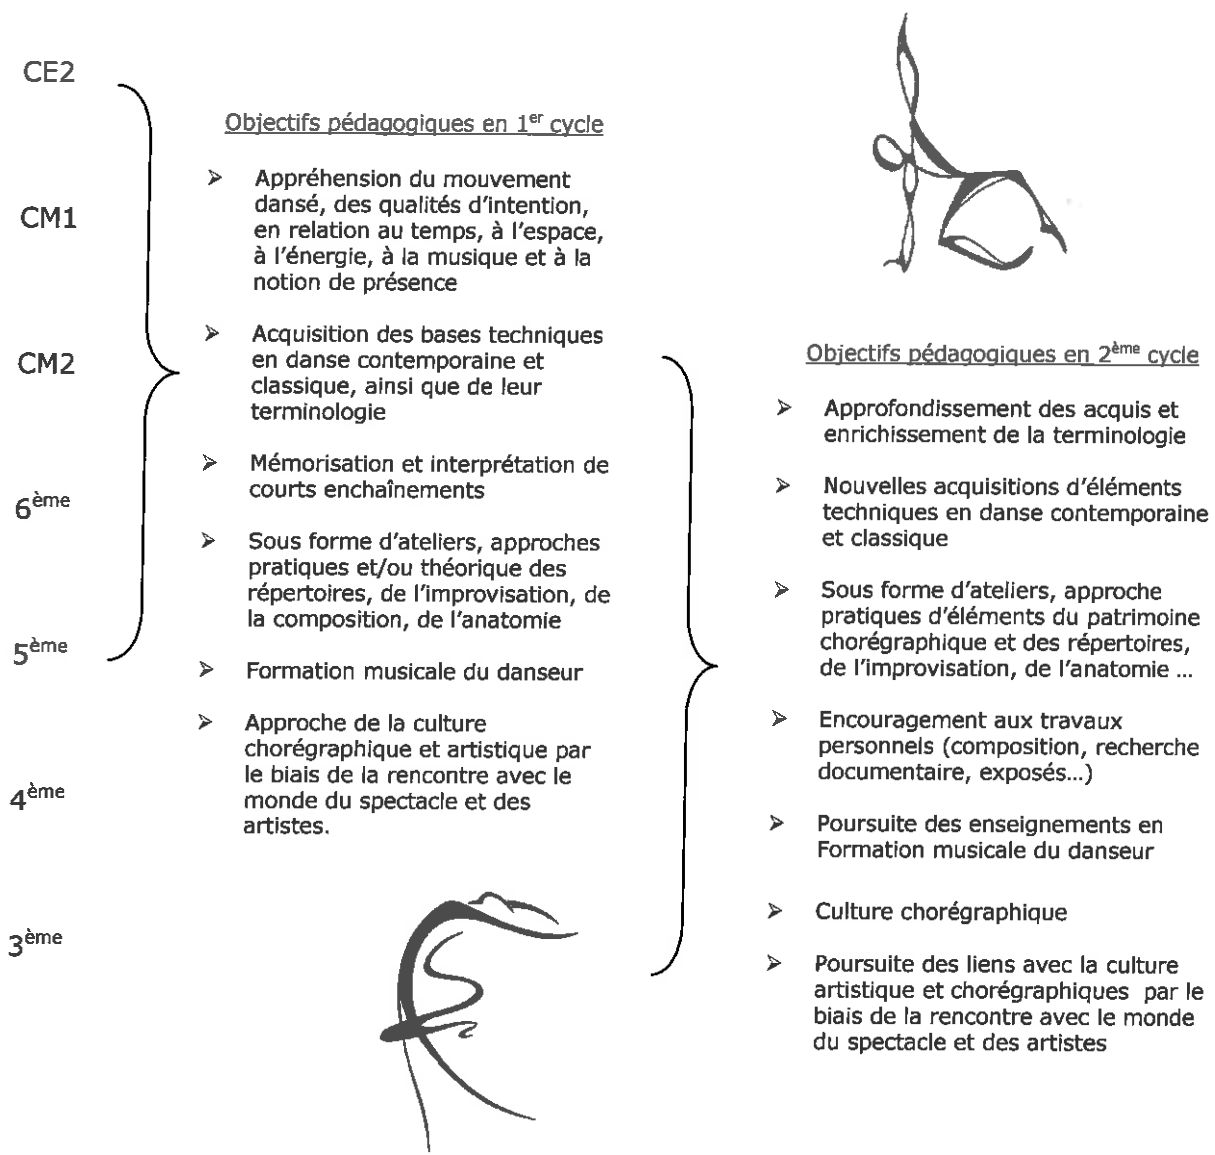 CE2
CM1
CM2
6ème
5ème
4ème
3ème
Objectifs pédagogiques en 1er cycle
➢ Appréhension du mouvement
dansé, des qualités d'intention,
en relation au temps, à l'espace,
à l'énergie, à la musique et à la
notion de présence
➢ Acquisition des bases techniques
en danse contemporaine et
classique, ainsi que de leur
terminologie
➢ Mémorisation et interprétation de
courts enchaînements
➢ Sous forme d'ateliers, approches
pratiques et/ou théorique des
répertoires, de l'improvisation, de
la composition, de l'anatomie
➢ Formation musicale du danseur
➢ Approche de la culture
chorégraphique et artistique par
le biais de la rencontre avec le
monde du spectacle et des
artistes.
Objectifs pédagogiques en 2ème cycle
➢ Approfondissement des acquis et
enrichissement de la terminologie
➢ Nouvelles acquisitions d'éléments
techniques en danse contemporaine
et classique
➢ Sous forme d'ateliers, approche
pratiques d'éléments du patrimoine
chorégraphique et des répertoires,
de l'improvisation, de l'anatomie ...
➢ Encouragement aux travaux
personnels (composition, recherche
documentaire, exposés...)
➢ Poursuite des enseignements en
Formation musicale du danseur
➢ Culture chorégraphique
➢ Poursuite des liens avec la culture
artistique et chorégraphiques par le
biais de la rencontre avec le monde
du spectacle et des artistes